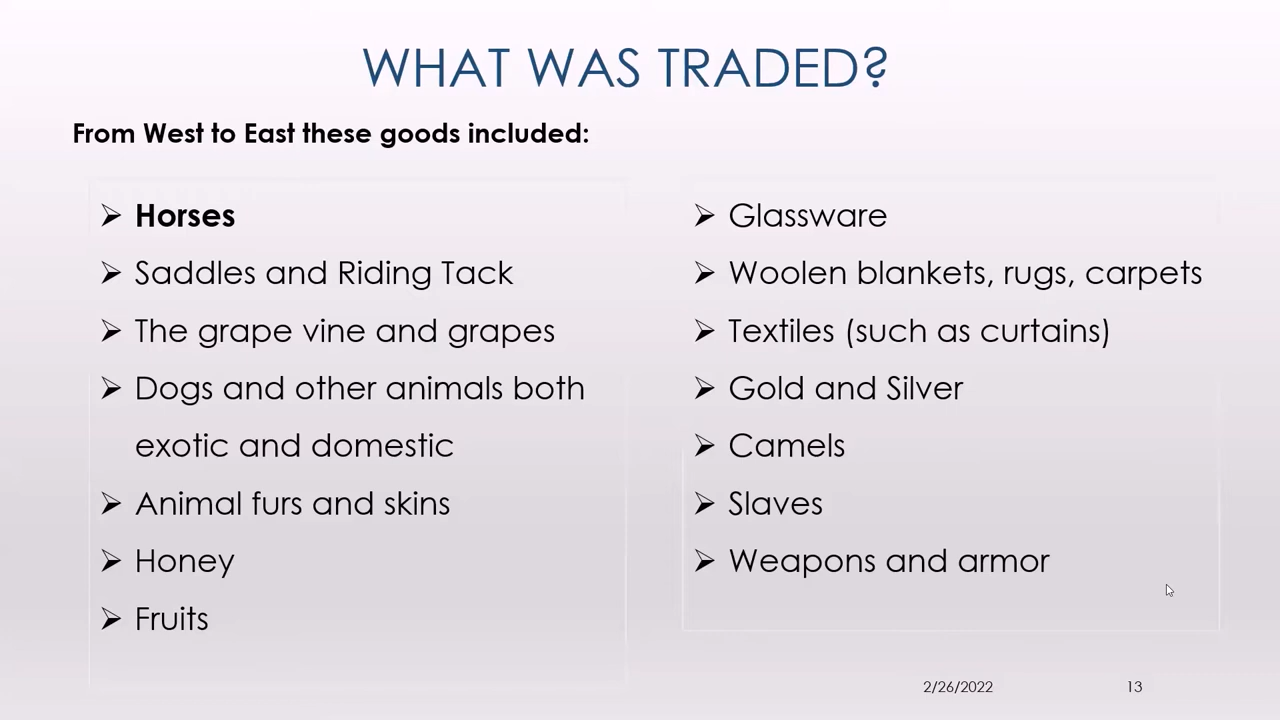 WHAT WAS TRADED?
From West to East these goods included:
➢ Horses
➢ Saddles and Riding Tack
➢ The grape vine and grapes
➢ Dogs and other animals both
exotic and domestic
➢ Animal furs and skins
➢ Honey
➢ Fruits
➢ Glassware
➢ Woolen blankets, rugs, carpets
➢ Textiles (such as curtains)
➢ Gold and Silver
➢ Camels
➢ Slaves
➢ Weapons and armor
2/26/2022 13